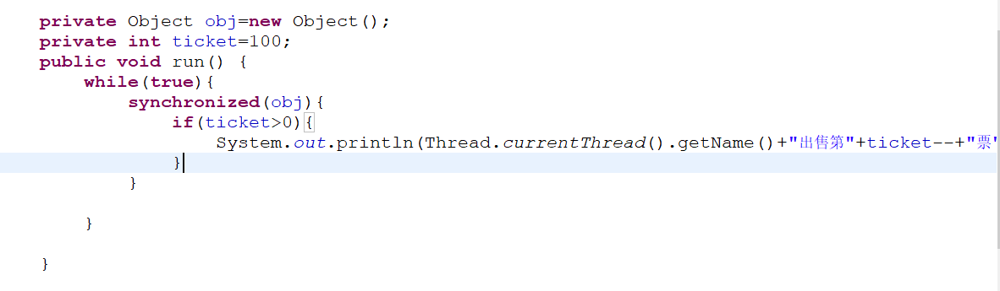 private Object obj=new Object();
private int ticket=100;
public void run() {
while(true){
synchronized(obj){
if(ticket>0){
System.out.println(Thread.currentThread().getName()+"出售第"+ticket--+"票"
}
}
}
}